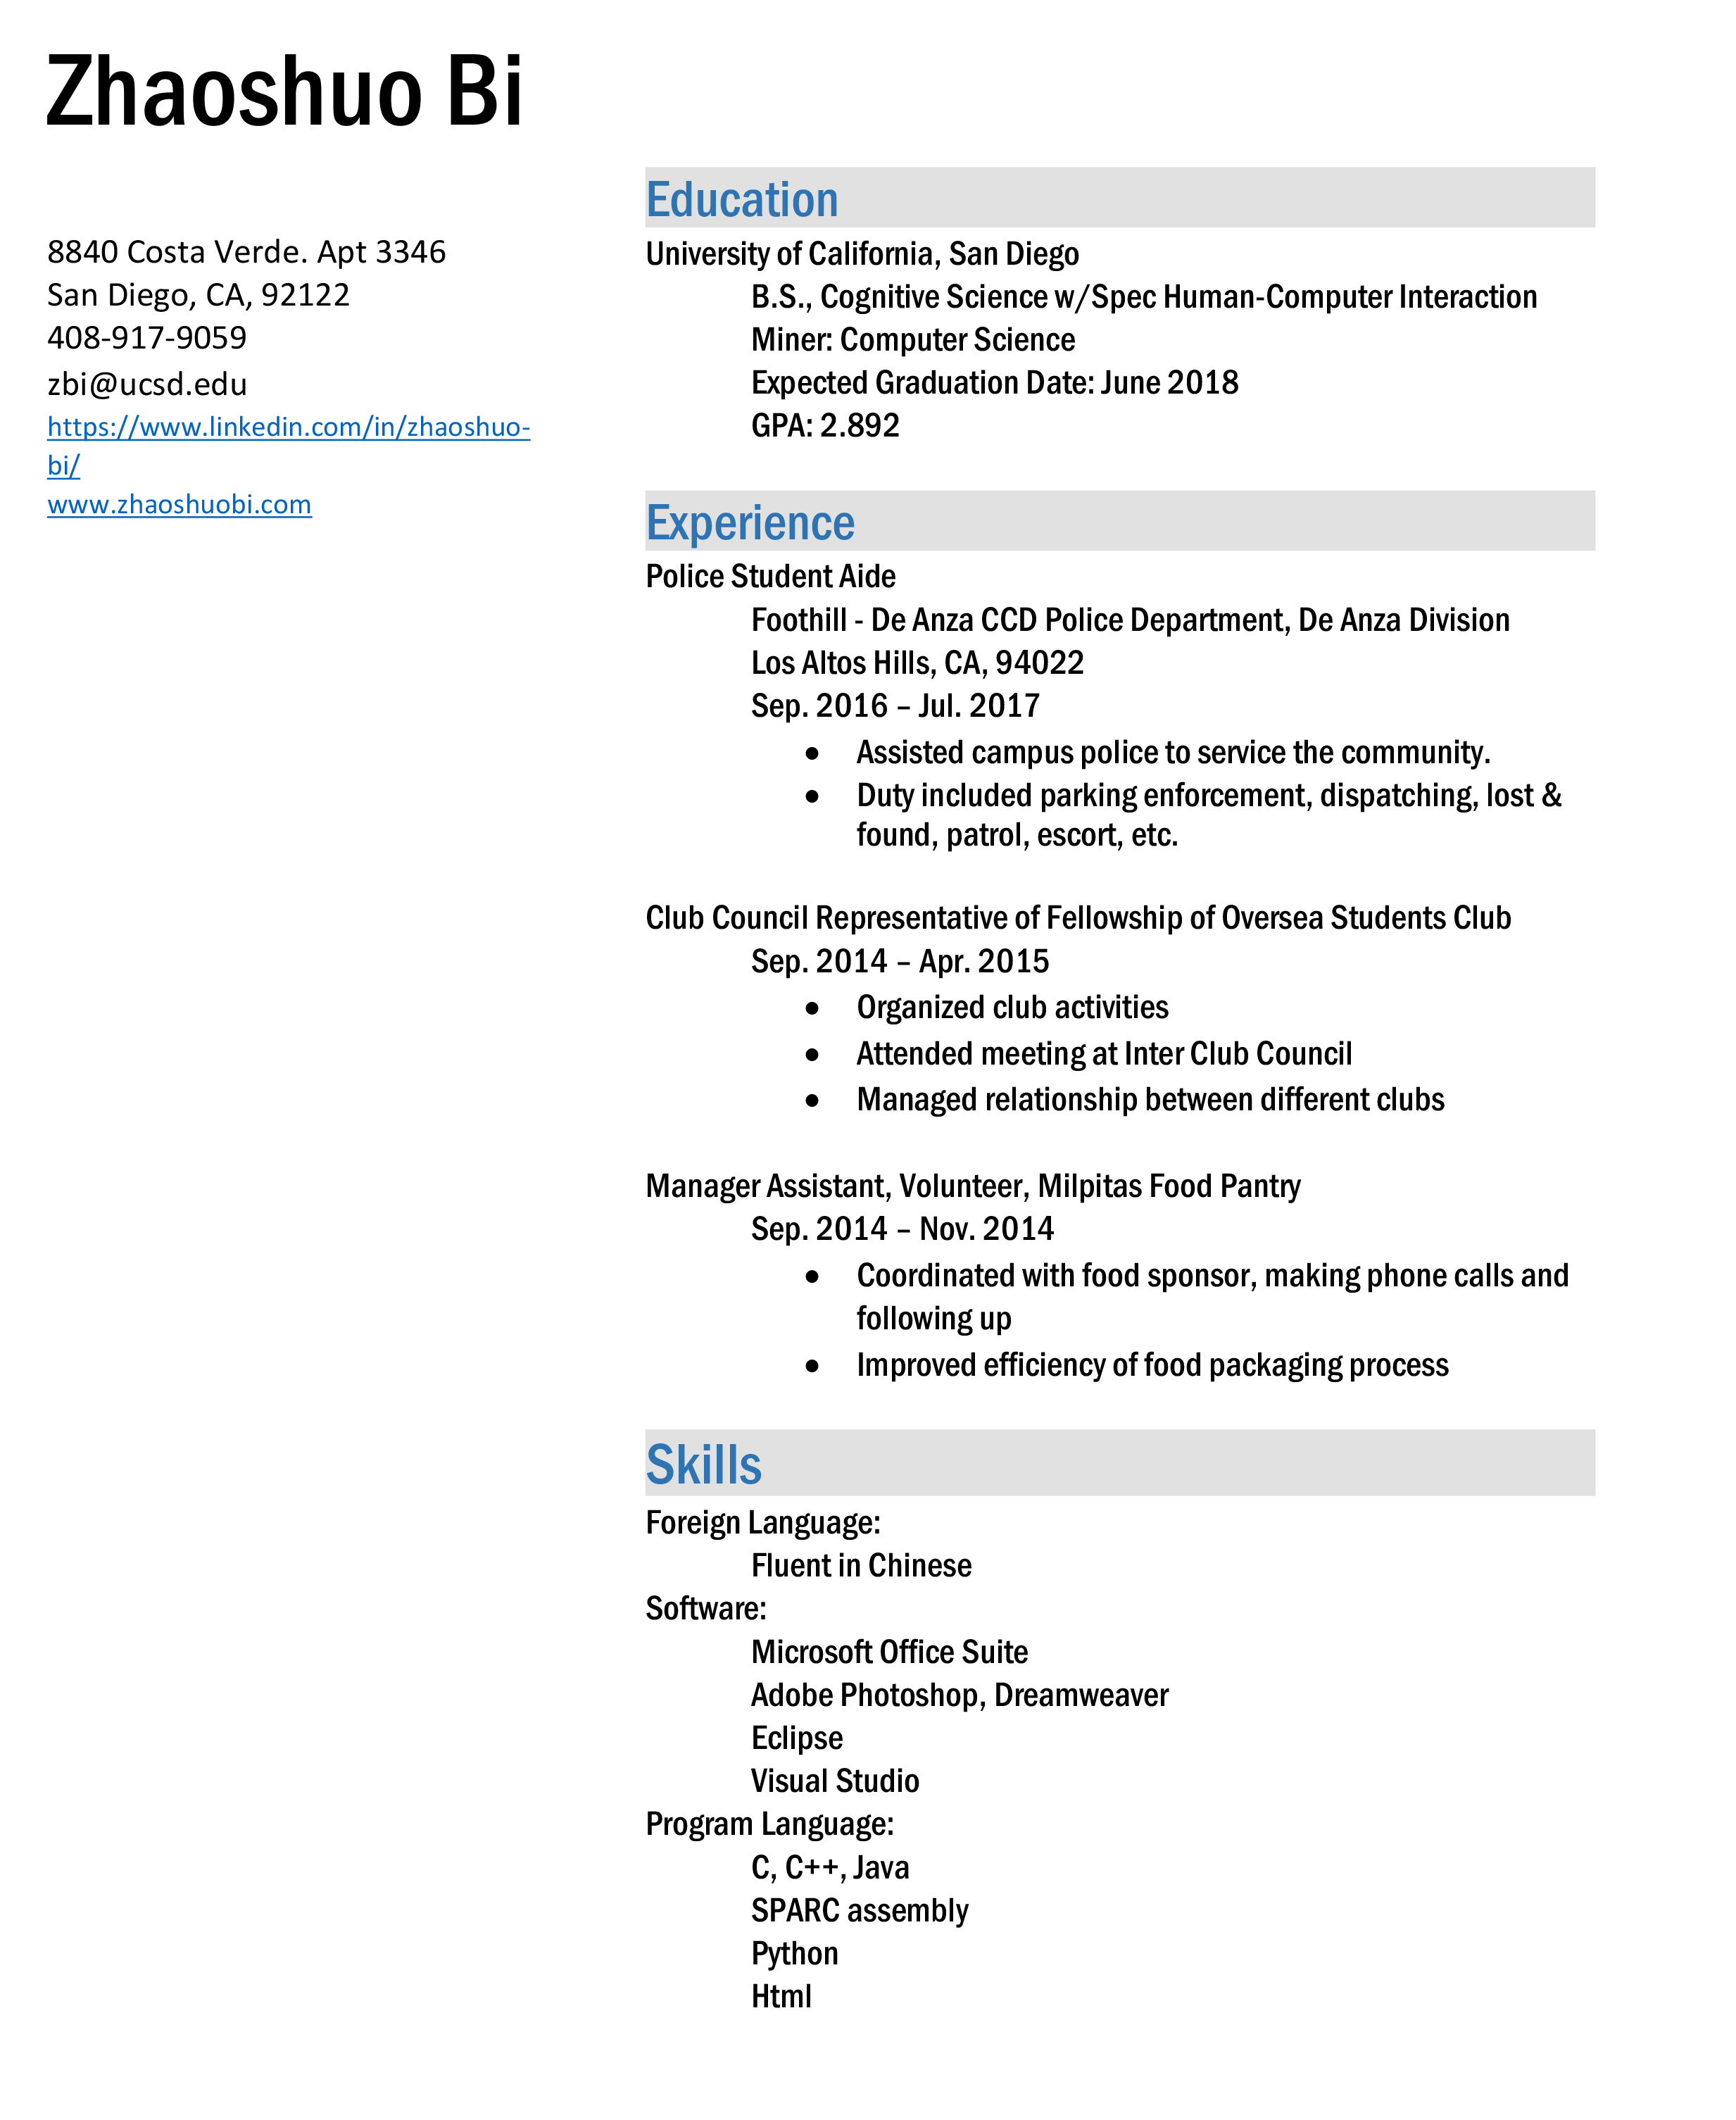 Zhaoshuo Bi
8840 Costa Verde. Apt 3346
San Diego, CA, 92122
408-917-9059
zbi@ucsd.edu
https://www.linkedin.com/in/zhaoshuo-
bi/
www.zhaoshuobi.com
Education
University of California, San Diego
B.S., Cognitive Science w/Spec Human-Computer Interaction
Miner: Computer Science
Expected Graduation Date: June 2018
GPA: 2.892
Experience
Police Student Aide
Foothill - De Anza CCD Police Department, De Anza Division
Los Altos Hills, CA, 94022
Sep. 2016 – Jul. 2017
• Assisted campus police to service the community.
• Duty included parking enforcement, dispatching, lost &
found, patrol, escort, etc.
Club Council Representative of Fellowship of Oversea Students Club
Sep. 2014 – Apr. 2015
• Organized club activities
• Attended meeting at Inter Club Council
• Managed relationship between different clubs
Manager Assistant, Volunteer, Milpitas Food Pantry
Sep. 2014 – Nov. 2014
• Coordinated with food sponsor, making phone calls and
following up
• Improved efficiency of food packaging process
Skills
Foreign Language:
Fluent in Chinese
Software:
Microsoft Office Suite
Adobe Photoshop, Dreamweaver
Eclipse
Visual Studio
Program Language:
C, C++, Java
SPARC assembly
Python
Html